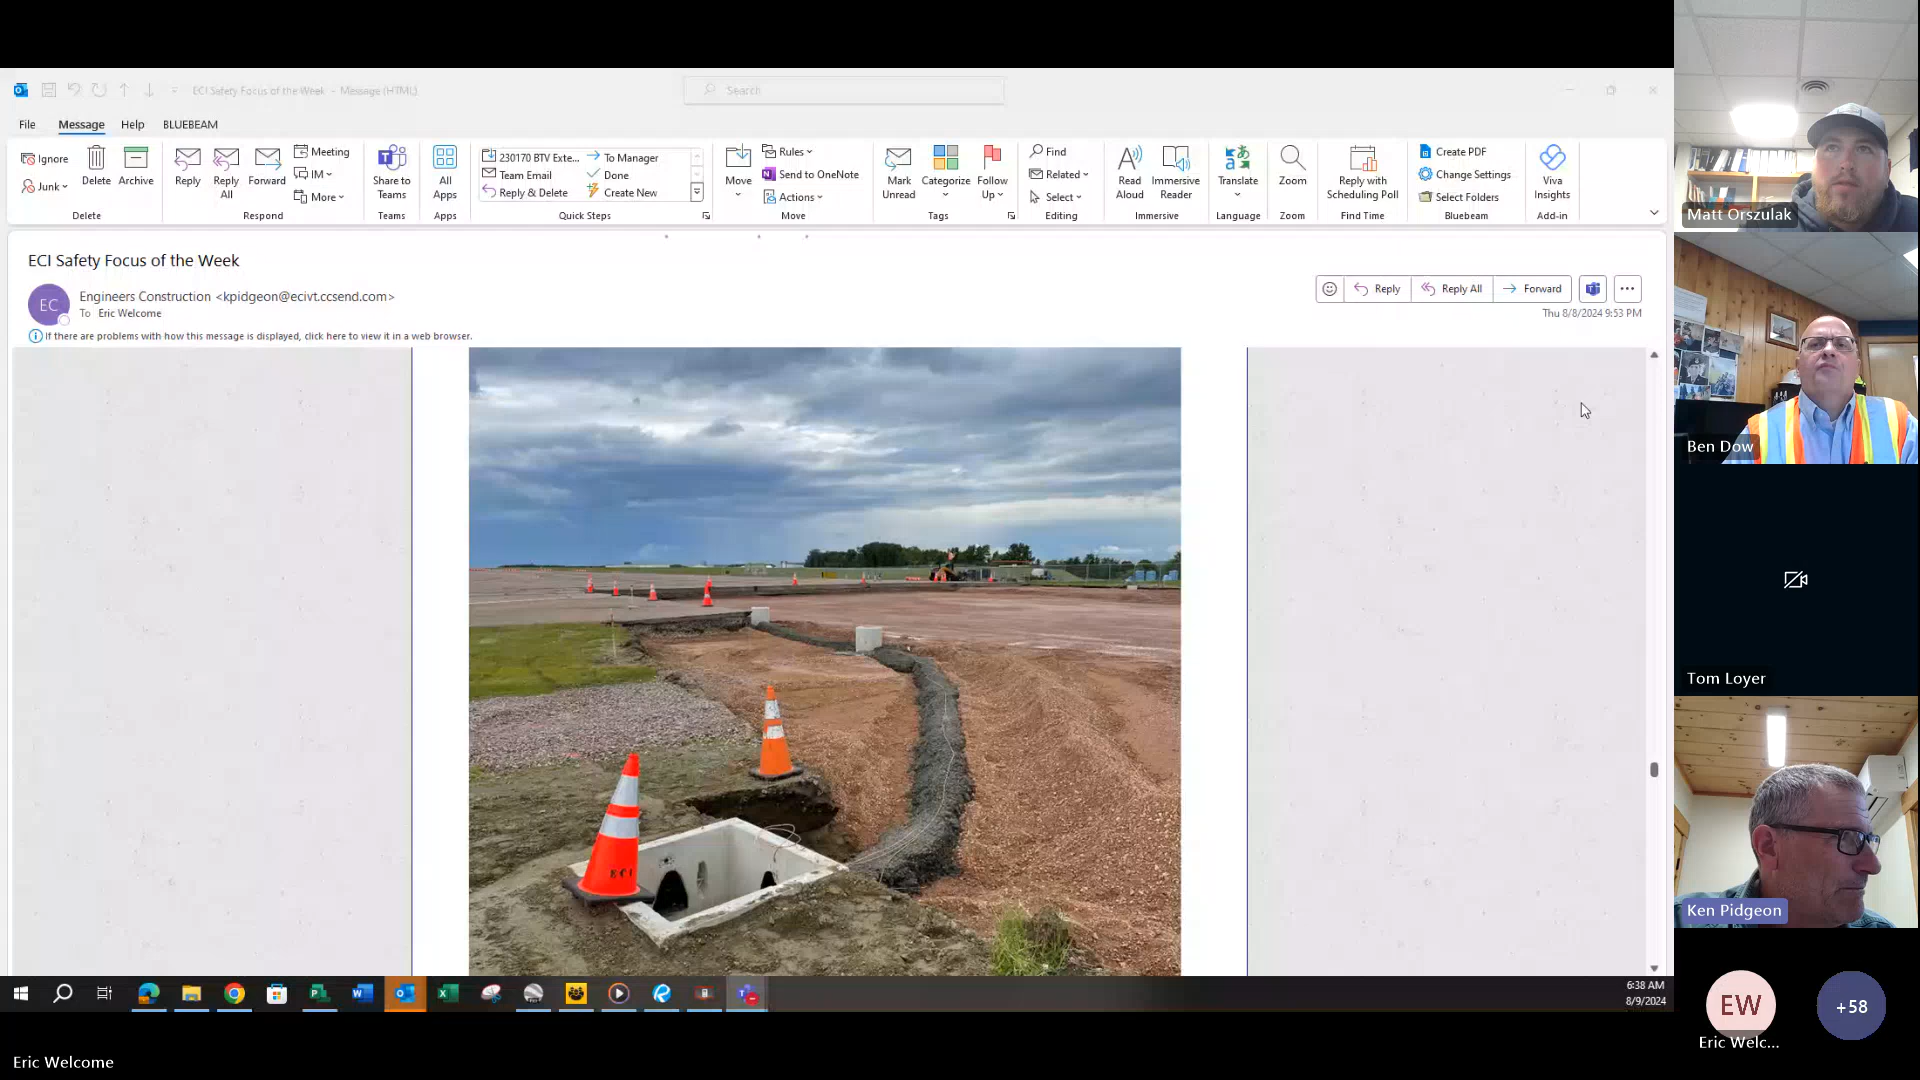 ECI Safety Focus of the Week - Message (HTML)
Search
File Message Help BLUEBEAM
Ignore
Junk
Delete
Archive
Delete
Reply
Reply All
Forward
Meeting
IM
More
Respond
Share to Teams
Teams
All Apps
Apps
230170 BTV Exte...
To Manager
Team Email
Done
Reply & Delete
Create New
Quick Steps
Move
Rules
Send to OneNote
Actions
Move
Mark Unread
Categorize
Follow Up
Tags
Find
Related
Select
Editing
Read Aloud
Immersive Reader
Immersive
Translate
Language
Zoom
Zoom
Reply with Scheduling Poll
Find Time
Create PDF
Change Settings
Select Folders
Bluebeam
Viva Insights
Add-in
ECI Safety Focus of the Week
EC
Engineers Construction <kpidgeon@ecivt.ccsend.com>
To Eric Welcome
Reply
Reply All
Forward
Thu 8/8/2024 9:53 PM
If there are problems with how this message is displayed, click here to view it in a web browser.
ECI
6:38 AM
8/9/2024
Eric Welcome
Matt Orszulak
Ben Dow
Tom Loyer
Ken Pidgeon
EW
Eric Welc...
+58